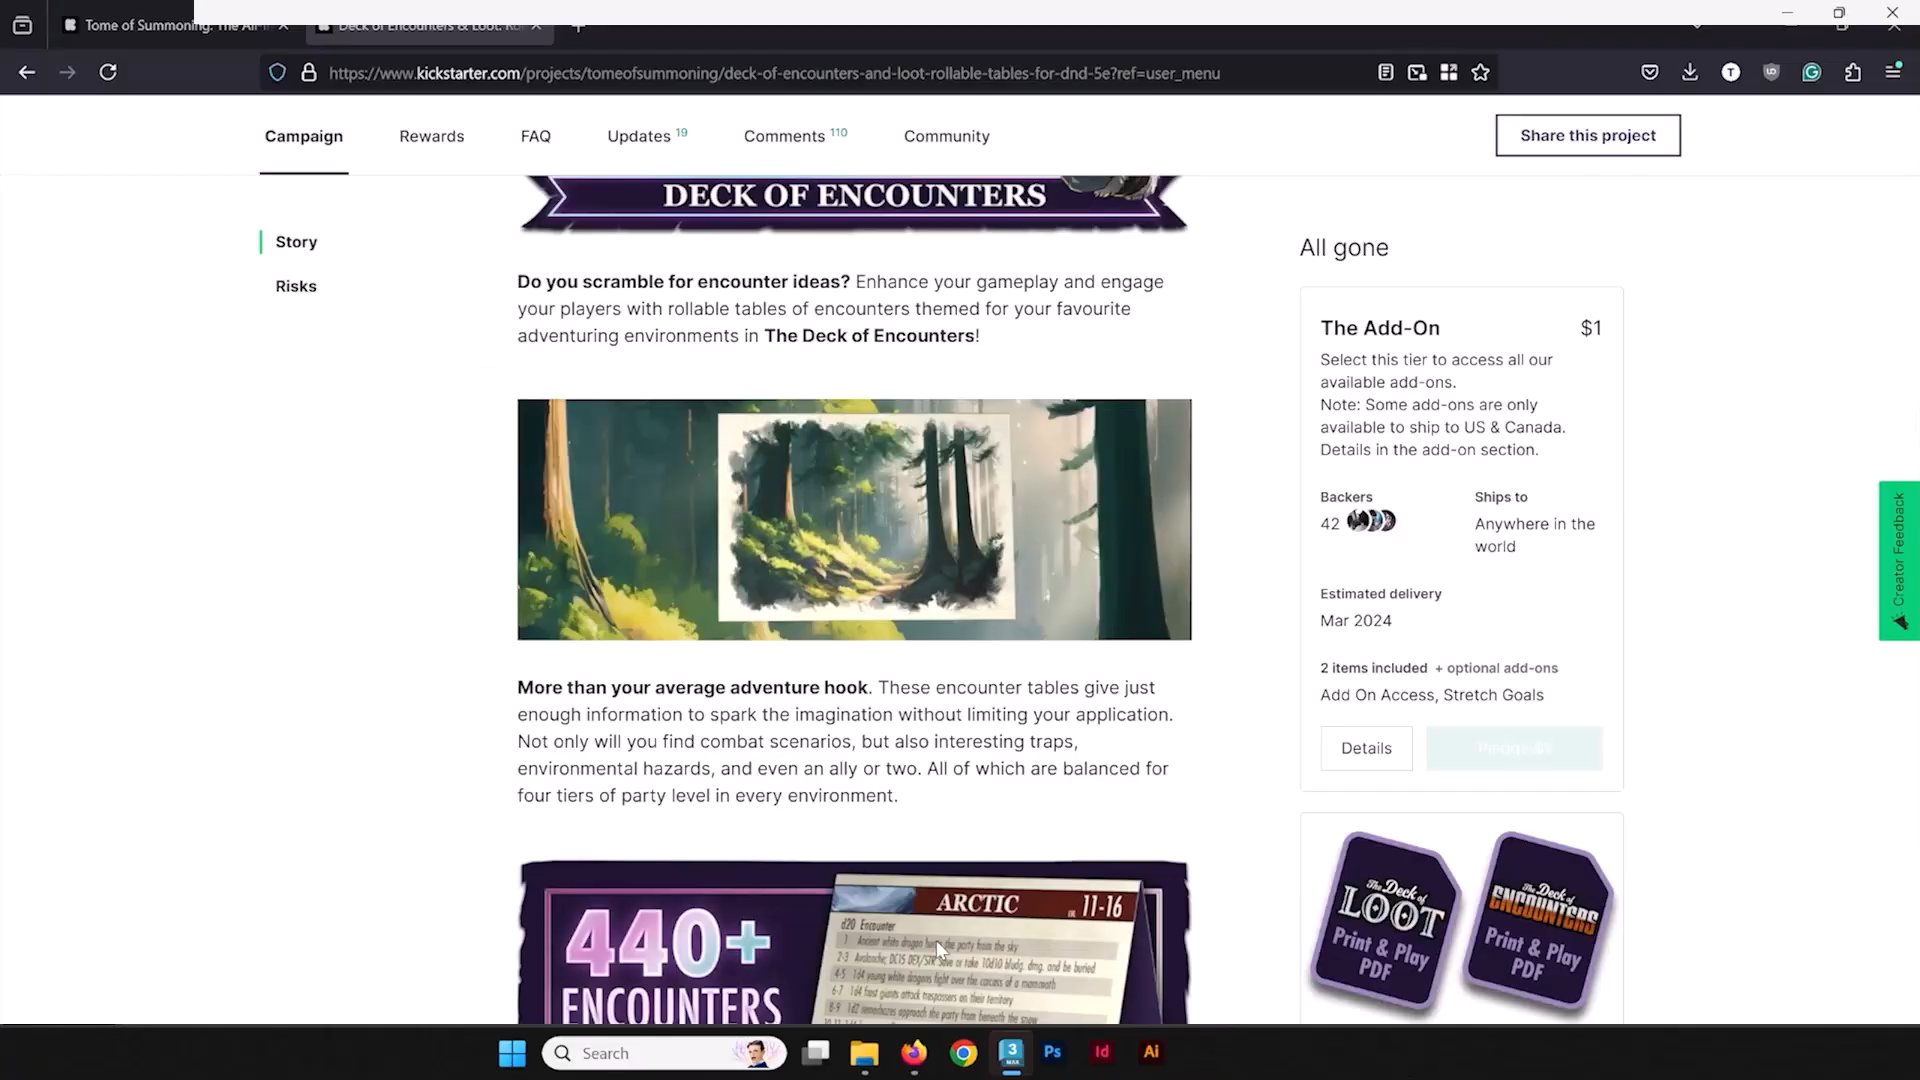 Tome of Summoning: The All-
Deck of Encounters & Loot: Ro
https://www.kickstarter.com/projects/tomeofsummoning/deck-of-encounters-and-loot-rollable-tables-for-dnd-5e?ref=user_menu
Campaign
Rewards
FAQ
Updates 19
Comments 110
Community
Share this project
Story
Risks
DECK OF ENCOUNTERS
Do you scramble for encounter ideas? Enhance your gameplay and engage
your players with rollable tables of encounters themed for your favourite
adventuring environments in The Deck of Encounters!
More than your average adventure hook. These encounter tables give just
enough information to spark the imagination without limiting your application.
Not only will you find combat scenarios, but also interesting traps,
environmental hazards, and even an ally or two. All of which are balanced for
four tiers of party level in every environment.
440+
ENCOUNTERS
ARCTIC 11-16
d20 Encounter
1 Ancient white dragon hunts the party from the sky
2-3 Avalanche; DC15 DEX/STR save or take 10d10 bludg. dmg. and be buried
4-5 1d4 young white dragons fight over the carcass of a mammoth
6-7 1d4 frost giants attack trespassers on their territory
8-9 1d2 remorhazes approach the party from beneath the snow
All gone
The Add-On
$1
Select this tier to access all our
available add-ons.
Note: Some add-ons are only
available to ship to US & Canada.
Details in the add-on section.
Backers
42
Ships to
Anywhere in the
world
Estimated delivery
Mar 2024
2 items included + optional add-ons
Add On Access, Stretch Goals
Details
Pledge $1
The Deck of
LOOT
Print & Play
PDF
The Deck of
ENCOUNTERS
Print & Play
PDF
Creator Feedback
Search
3
MAX
Ps
Id
Ai